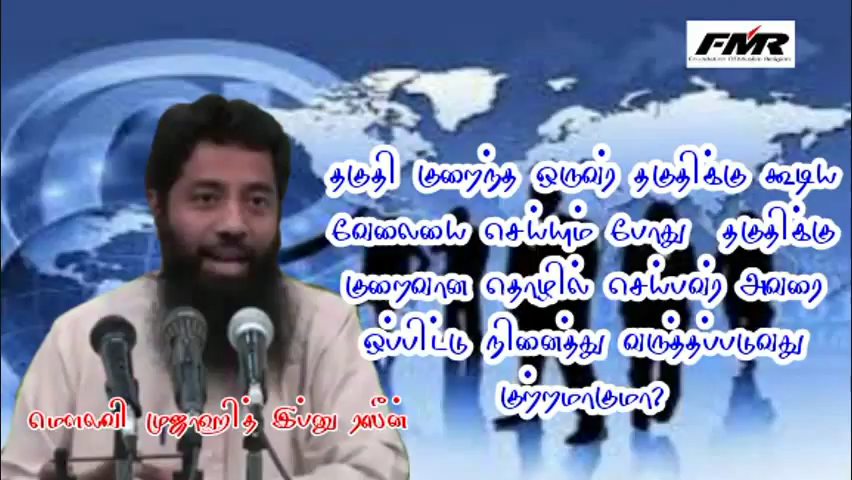 FMR
தகுதி குறைந்த ஒருவர் தகுதிக்கு கூடிய
வேலையை செய்யும் போது தகுதிக்கு
குறைவான தொழில் செய்பவர் அவரை
ஒப்பிட்டு நினைத்து வருத்தப்படுவது
குற்றமாகுமா?
மௌலவி முஜாஹித் இப்னு ரஸீன்